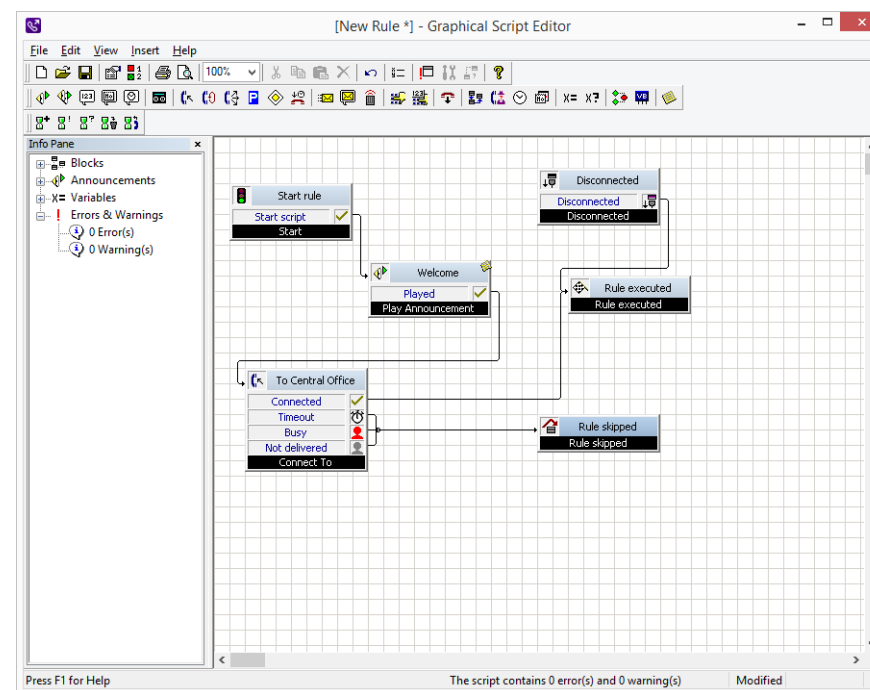 [New Rule *] - Graphical Script Editor
File Edit View Insert Help
100%
Info Pane
Blocks
Announcements
X= Variables
Errors & Warnings
0 Error(s)
0 Warning(s)
Start rule
Start script
Start
Disconnected
Disconnected
Disconnected
Welcome
Played
Play Announcement
Rule executed
Rule executed
To Central Office
Connected
Timeout
Busy
Not delivered
Connect To
Rule skipped
Rule skipped
Press F1 for Help
The script contains 0 error(s) and 0 warning(s)
Modified